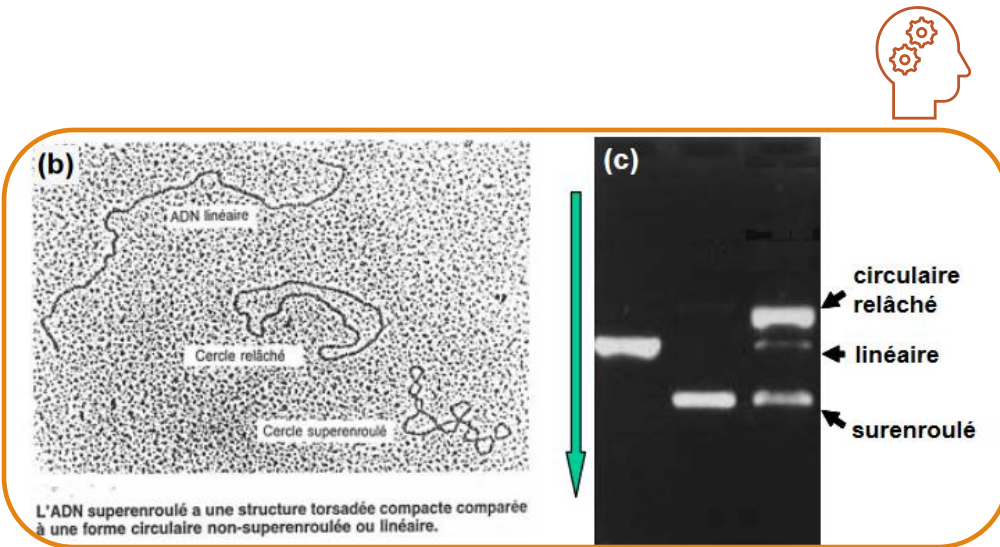 (b)
ADN linéaire
Cercle relâché
Cercle superenroulé
L'ADN superenroulé a une structure torsadée compacte comparée
à une forme circulaire non-superenroulée ou linéaire.
(c)
circulaire
relâché
linéaire
surenroulé